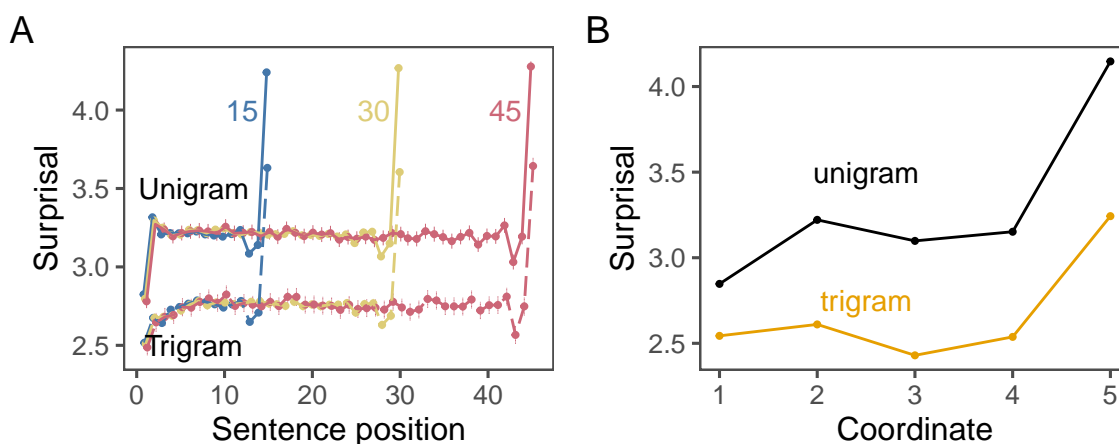 A
B
Surprisal
4.0
3.5
3.0
2.5
15
30
45
Unigram
Trigram
0
10
20
30
40
Sentence position
Surprisal
4.0
3.5
3.0
2.5
unigram
trigram
1
2
3
4
5
Coordinate